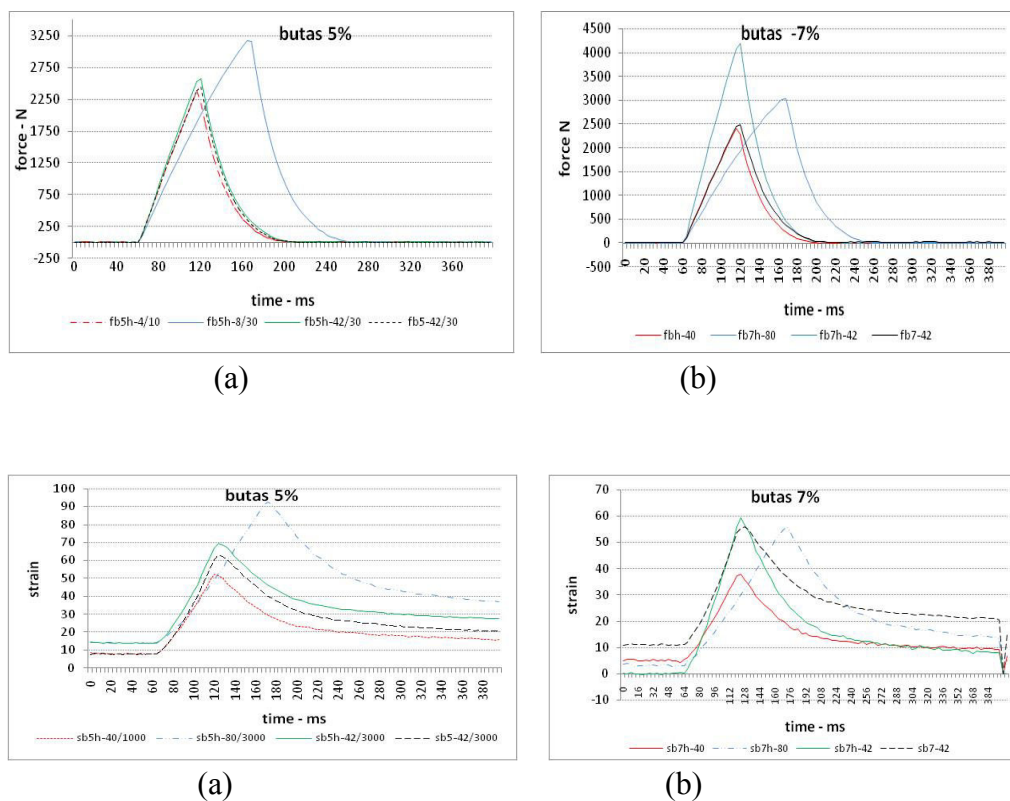 butas 5%
force - N
3250
2750
2250
1750
1250
750
250
-250
0 40 80 120 160 200 240 280 320 360
time - ms
fb5h-4/10 fb5h-8/30 fb5h-42/30 fb5-42/30
(a)
butas -7%
force N
4500
4000
3500
3000
2500
2000
1500
1000
500
0
-500
0 20 40 60 80 100 120 140 160 180 200 220 240 260 280 300 320 340 360 380
time - ms
fbh-40 fb7h-80 fb7h-42 fb7-42
(b)
butas 5%
strain
100
90
80
70
60
50
40
30
20
10
0
0 20 40 60 80 100 120 140 160 180 200 220 240 260 280 300 320 340 360 380
time - ms
sb5h-40/1000 sb5h-80/3000 sb5h-42/3000 sb5-42/3000
(a)
butas 7%
strain
70
60
50
40
30
20
10
0
-10
0 16 32 48 64 80 96 112 128 144 160 176 192 208 224 240 256 272 288 304 320 336 352 368 384
time - ms
sb7h-40 sb7h-80 sb7h-42 sb7-42
(b)